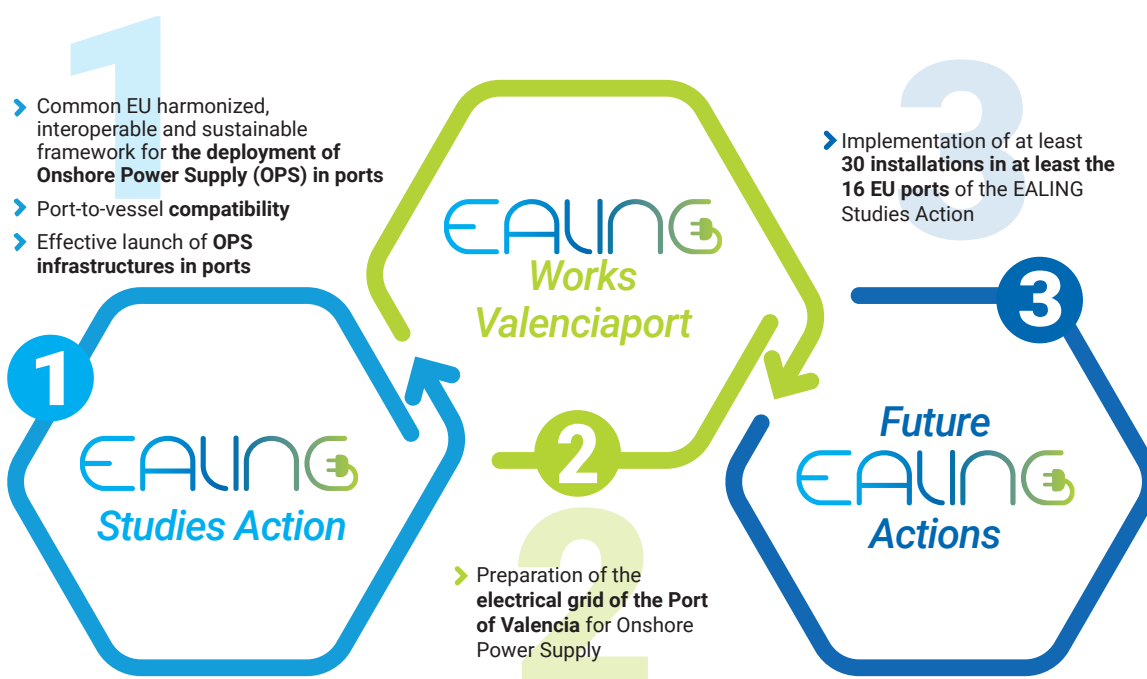 1
Common EU harmonized,
interoperable and sustainable
framework for the deployment of
Onshore Power Supply (OPS) in ports
Port-to-vessel compatibility
Effective launch of OPS
infrastructures in ports
1
EALING
Studies Action
EALING
Works
Valenciaport
2
2
Preparation of the
electrical grid of the Port
of Valencia for Onshore
Power Supply
3
Implementation of at least
30 installations in at least the
16 EU ports of the EALING
Studies Action
3
Future
EALING
Actions